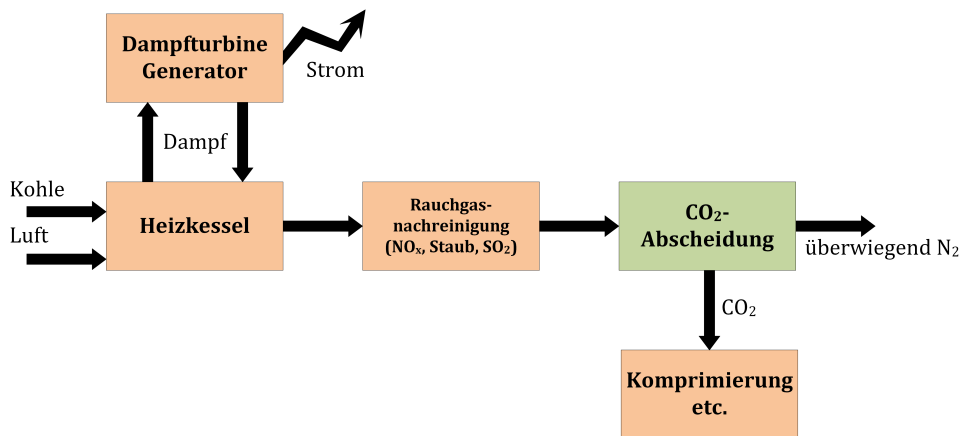 Dampfturbine
Generator
Strom
Dampf
Kohle
Luft
Heizkessel
Rauchgas-
nachreinigung
(NOₓ, Staub, SO₂)
CO₂-
Abscheidung
überwiegend N₂
CO₂
Komprimierung
etc.